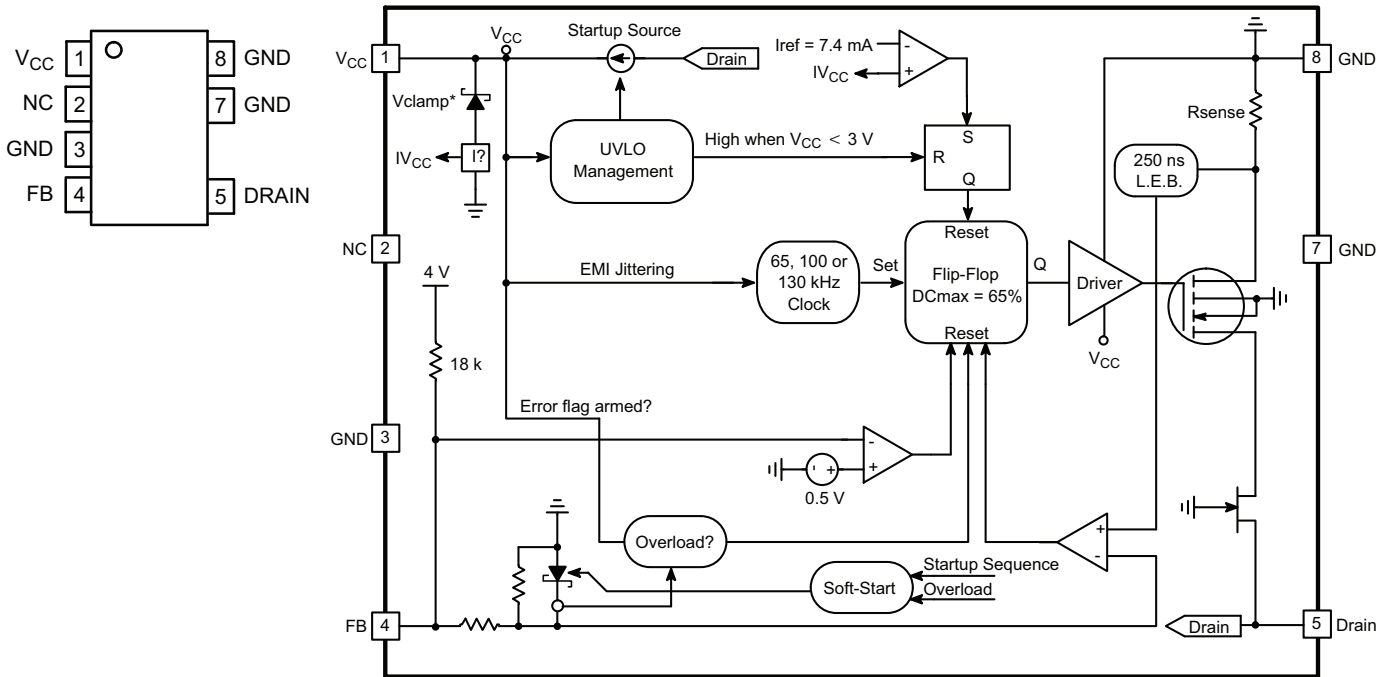 VCC 1
NC 2
GND 3
FB 4
8 GND
7 GND
5 DRAIN
VCC 1
VCC
Startup Source
Drain
Iref = 7.4 mA
-
IVCC
+
8 GND
Vclamp*
Rsense
IVCC
I?
UVLO
Management
High when VCC < 3 V
S
R
Q
250 ns
L.E.B.
NC 2
7 GND
4 V
EMI Jittering
65, 100 or
130 kHz
Clock
Set
Reset
Flip-Flop
DCmax = 65%
Reset
Q
Driver
VCC
18 k
Error flag armed?
GND 3
-
+
- +
0.5 V
Overload?
+
-
Soft-Start
Startup Sequence
Overload
FB 4
Drain
5 Drain